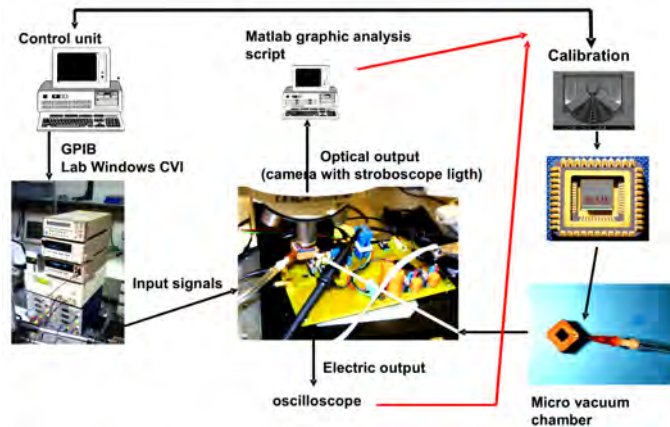 Control unit
Matlab graphic analysis
script
Calibration
GPIB
Lab Windows CVI
Optical output
(camera with stroboscope ligth)
Input signals
Electric output
oscilloscope
Micro vacuum
chamber